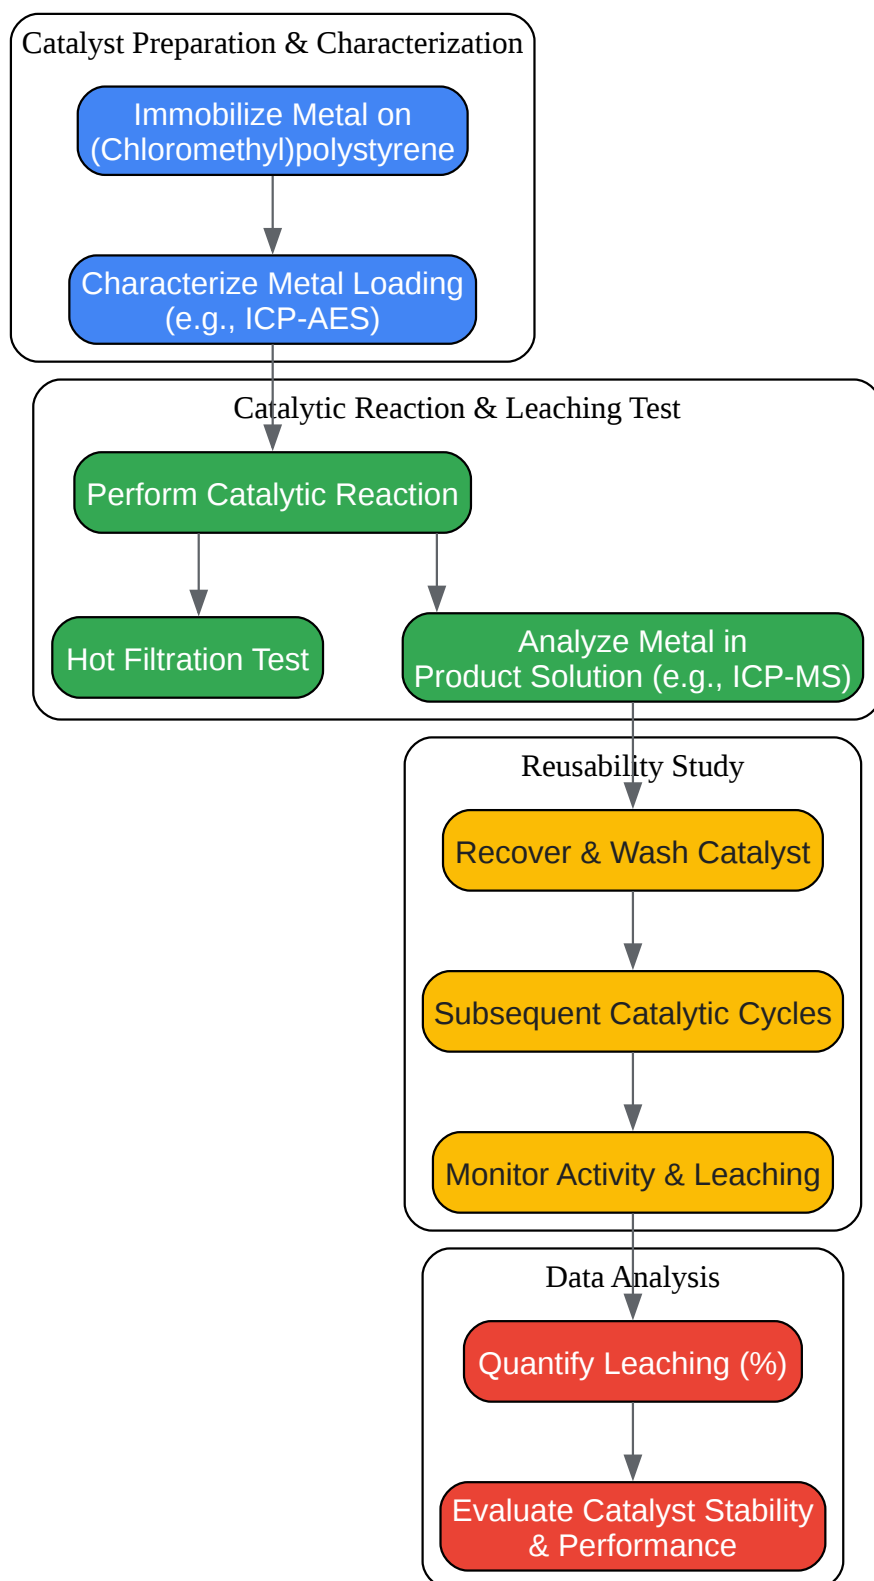 Catalyst Preparation & Characterization
Immobilize Metal on
(Chloromethyl)polystyrene
Characterize Metal Loading
(e.g., ICP-AES)
Catalytic Reaction & Leaching Test
Perform Catalytic Reaction
Hot Filtration Test
Analyze Metal in
Product Solution (e.g., ICP-MS)
Reusability Study
Recover & Wash Catalyst
Subsequent Catalytic Cycles
Monitor Activity & Leaching
Data Analysis
Quantify Leaching (%)
Evaluate Catalyst Stability
& Performance